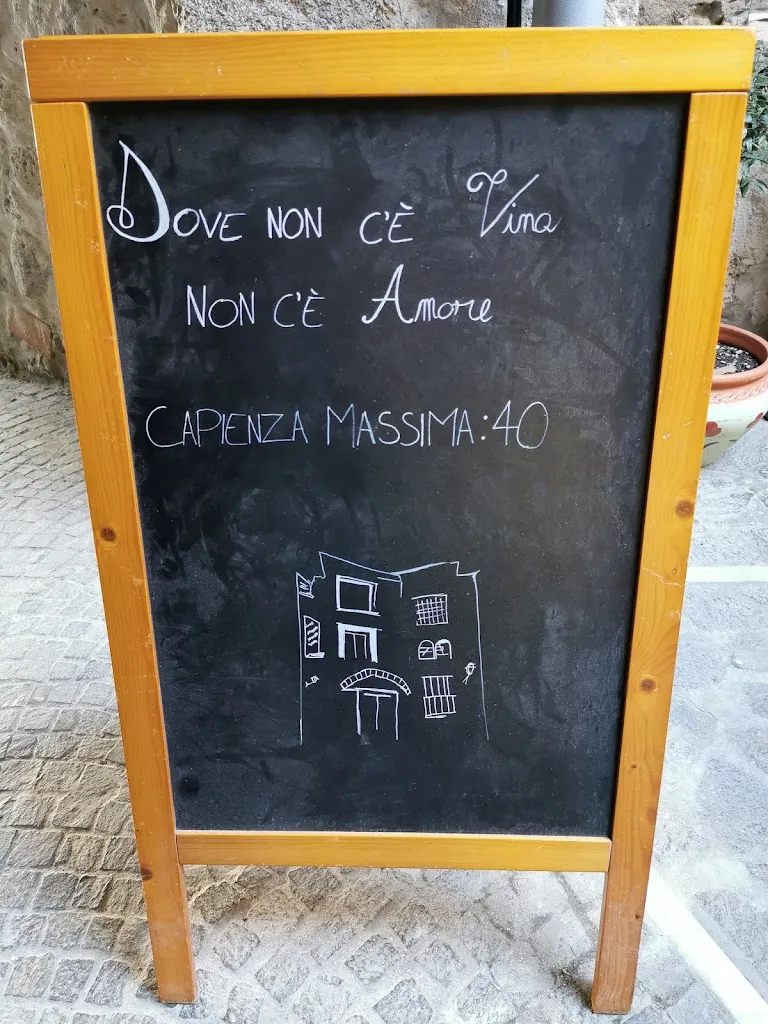 DOVE NON C'È Vino
NON C'È Amore
CAPIENZA MASSIMA:40